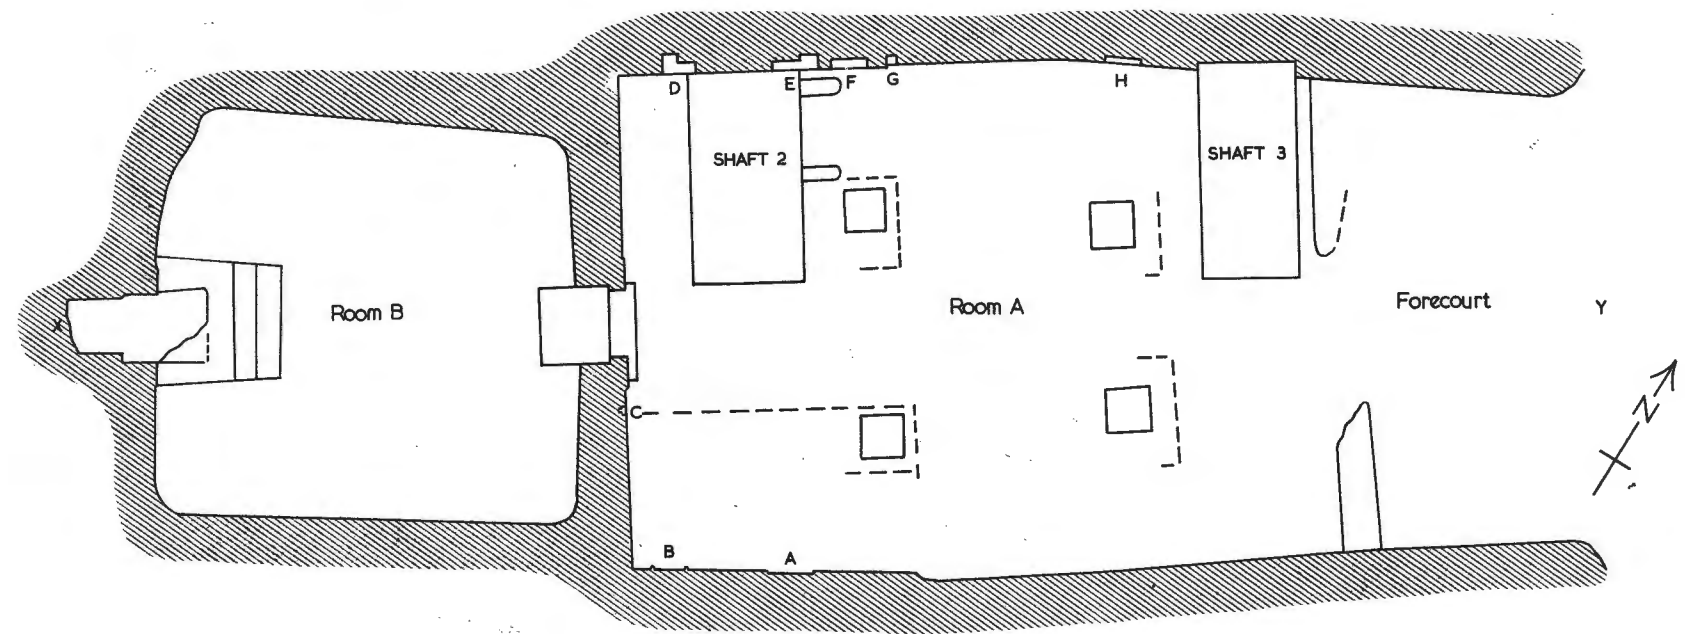 D
E
F
G
H
SHAFT 2
SHAFT 3
Room B
Room A
Forecourt
X
Y
C
B
A
N